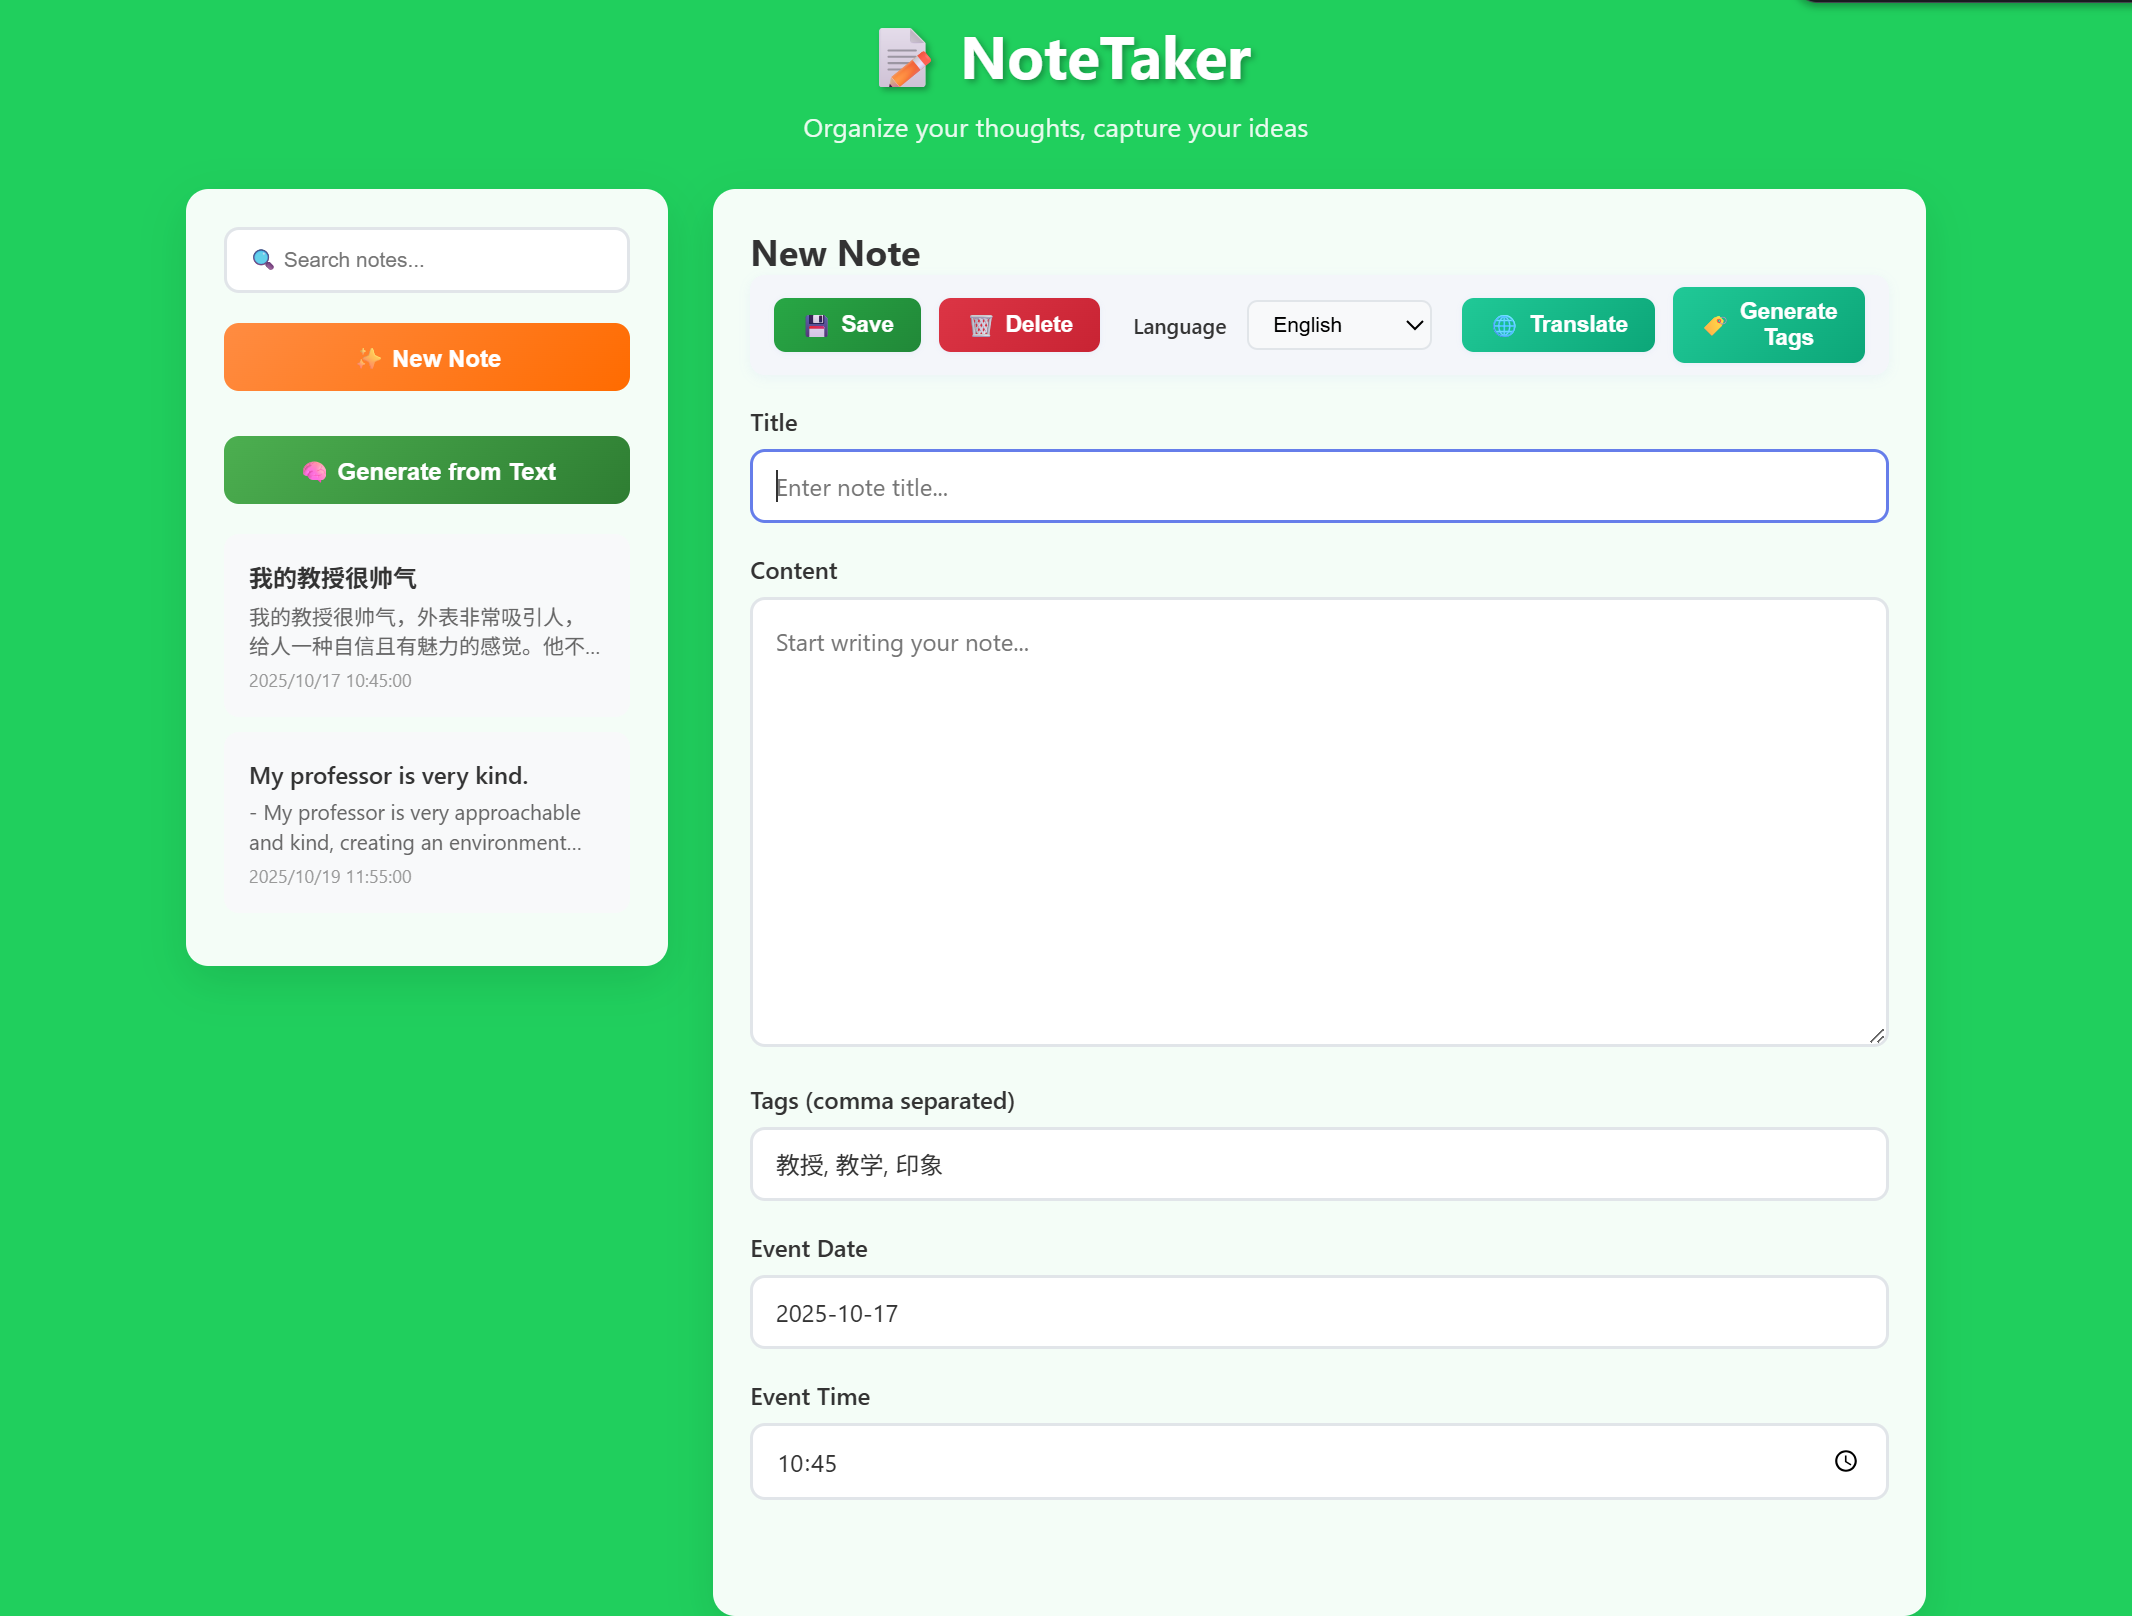 NoteTaker
Organize your thoughts, capture your ideas
Search notes...
New Note
Generate from Text
我的教授很帅气
我的教授很帅气，外表非常吸引人，
给人一种自信且有魅力的感觉。他不...
2025/10/17 10:45:00
My professor is very kind.
- My professor is very approachable
and kind, creating an environment...
2025/10/19 11:55:00
New Note
Save
Delete
Language
English
Translate
Generate
Tags
Title
Enter note title...
Content
Start writing your note...
Tags (comma separated)
教授, 教学, 印象
Event Date
2025-10-17
Event Time
10:45